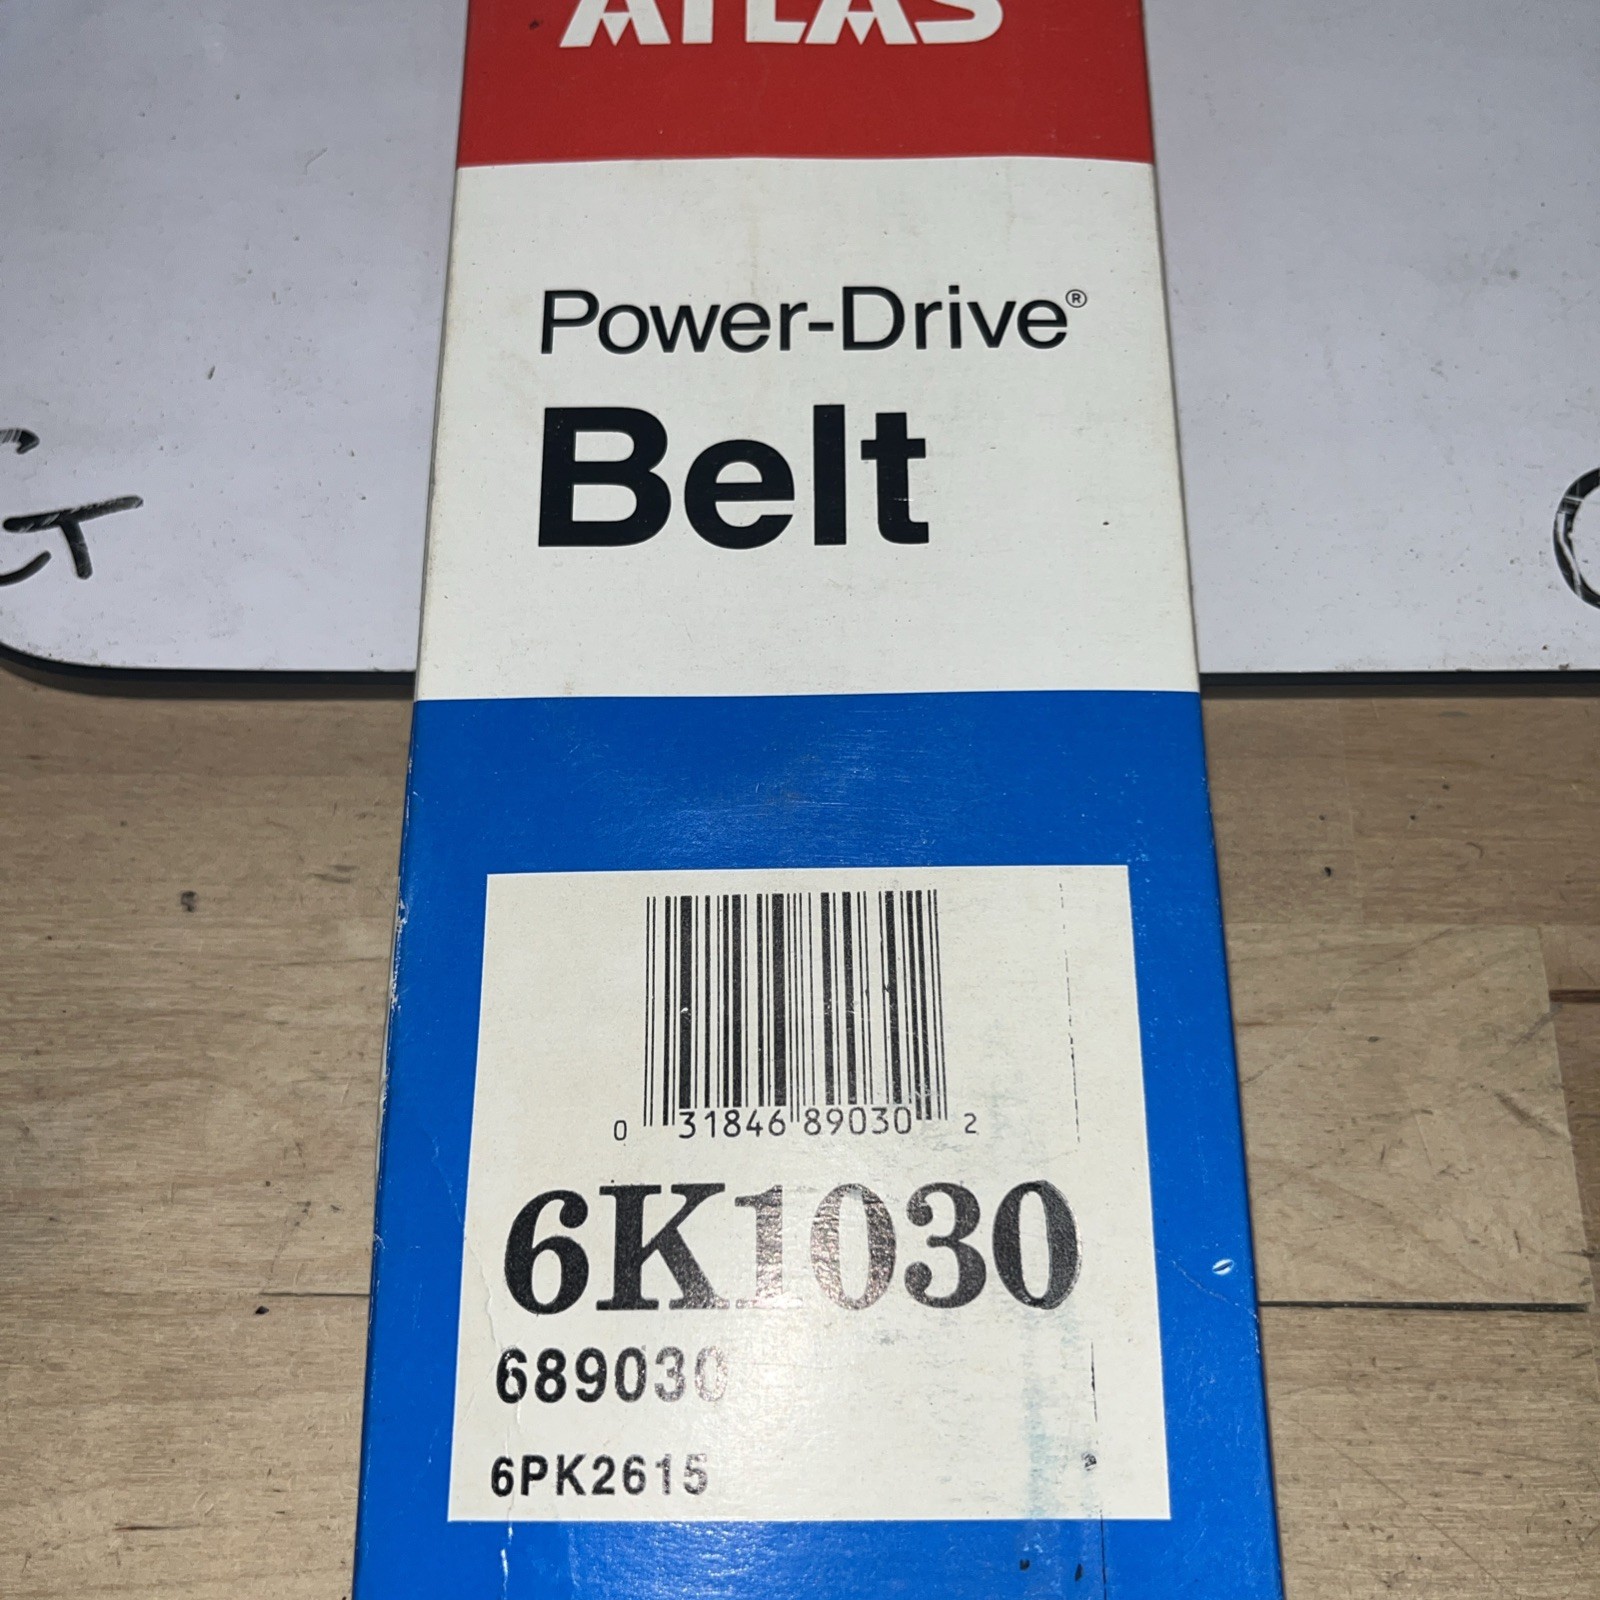 ATLAS
Power-Drive®
Belt
0 31846 89030 2
6K1030
689030
6PK2615